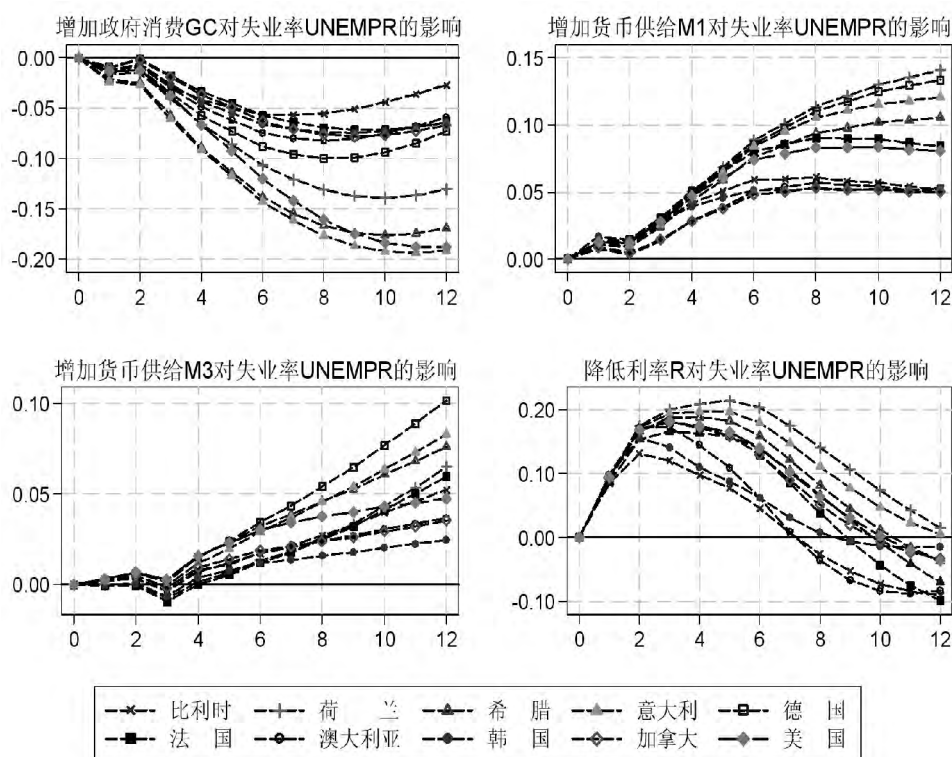 增加政府消费GC对失业率UNEMPR的影响
0.00
-0.05
-0.10
-0.15
-0.20
0 2 4 6 8 10 12
增加货币供给M1对失业率UNEMPR的影响
0.15
0.10
0.05
0.00
0 2 4 6 8 10 12
增加货币供给M3对失业率UNEMPR的影响
0.10
0.05
0.00
0 2 4 6 8 10 12
降低利率R对失业率UNEMPR的影响
0.20
0.10
0.00
-0.10
0 2 4 6 8 10 12
比利时 荷 兰 希 腊 意大利 德 国
法 国 澳大利亚 韩 国 加拿大 美 国